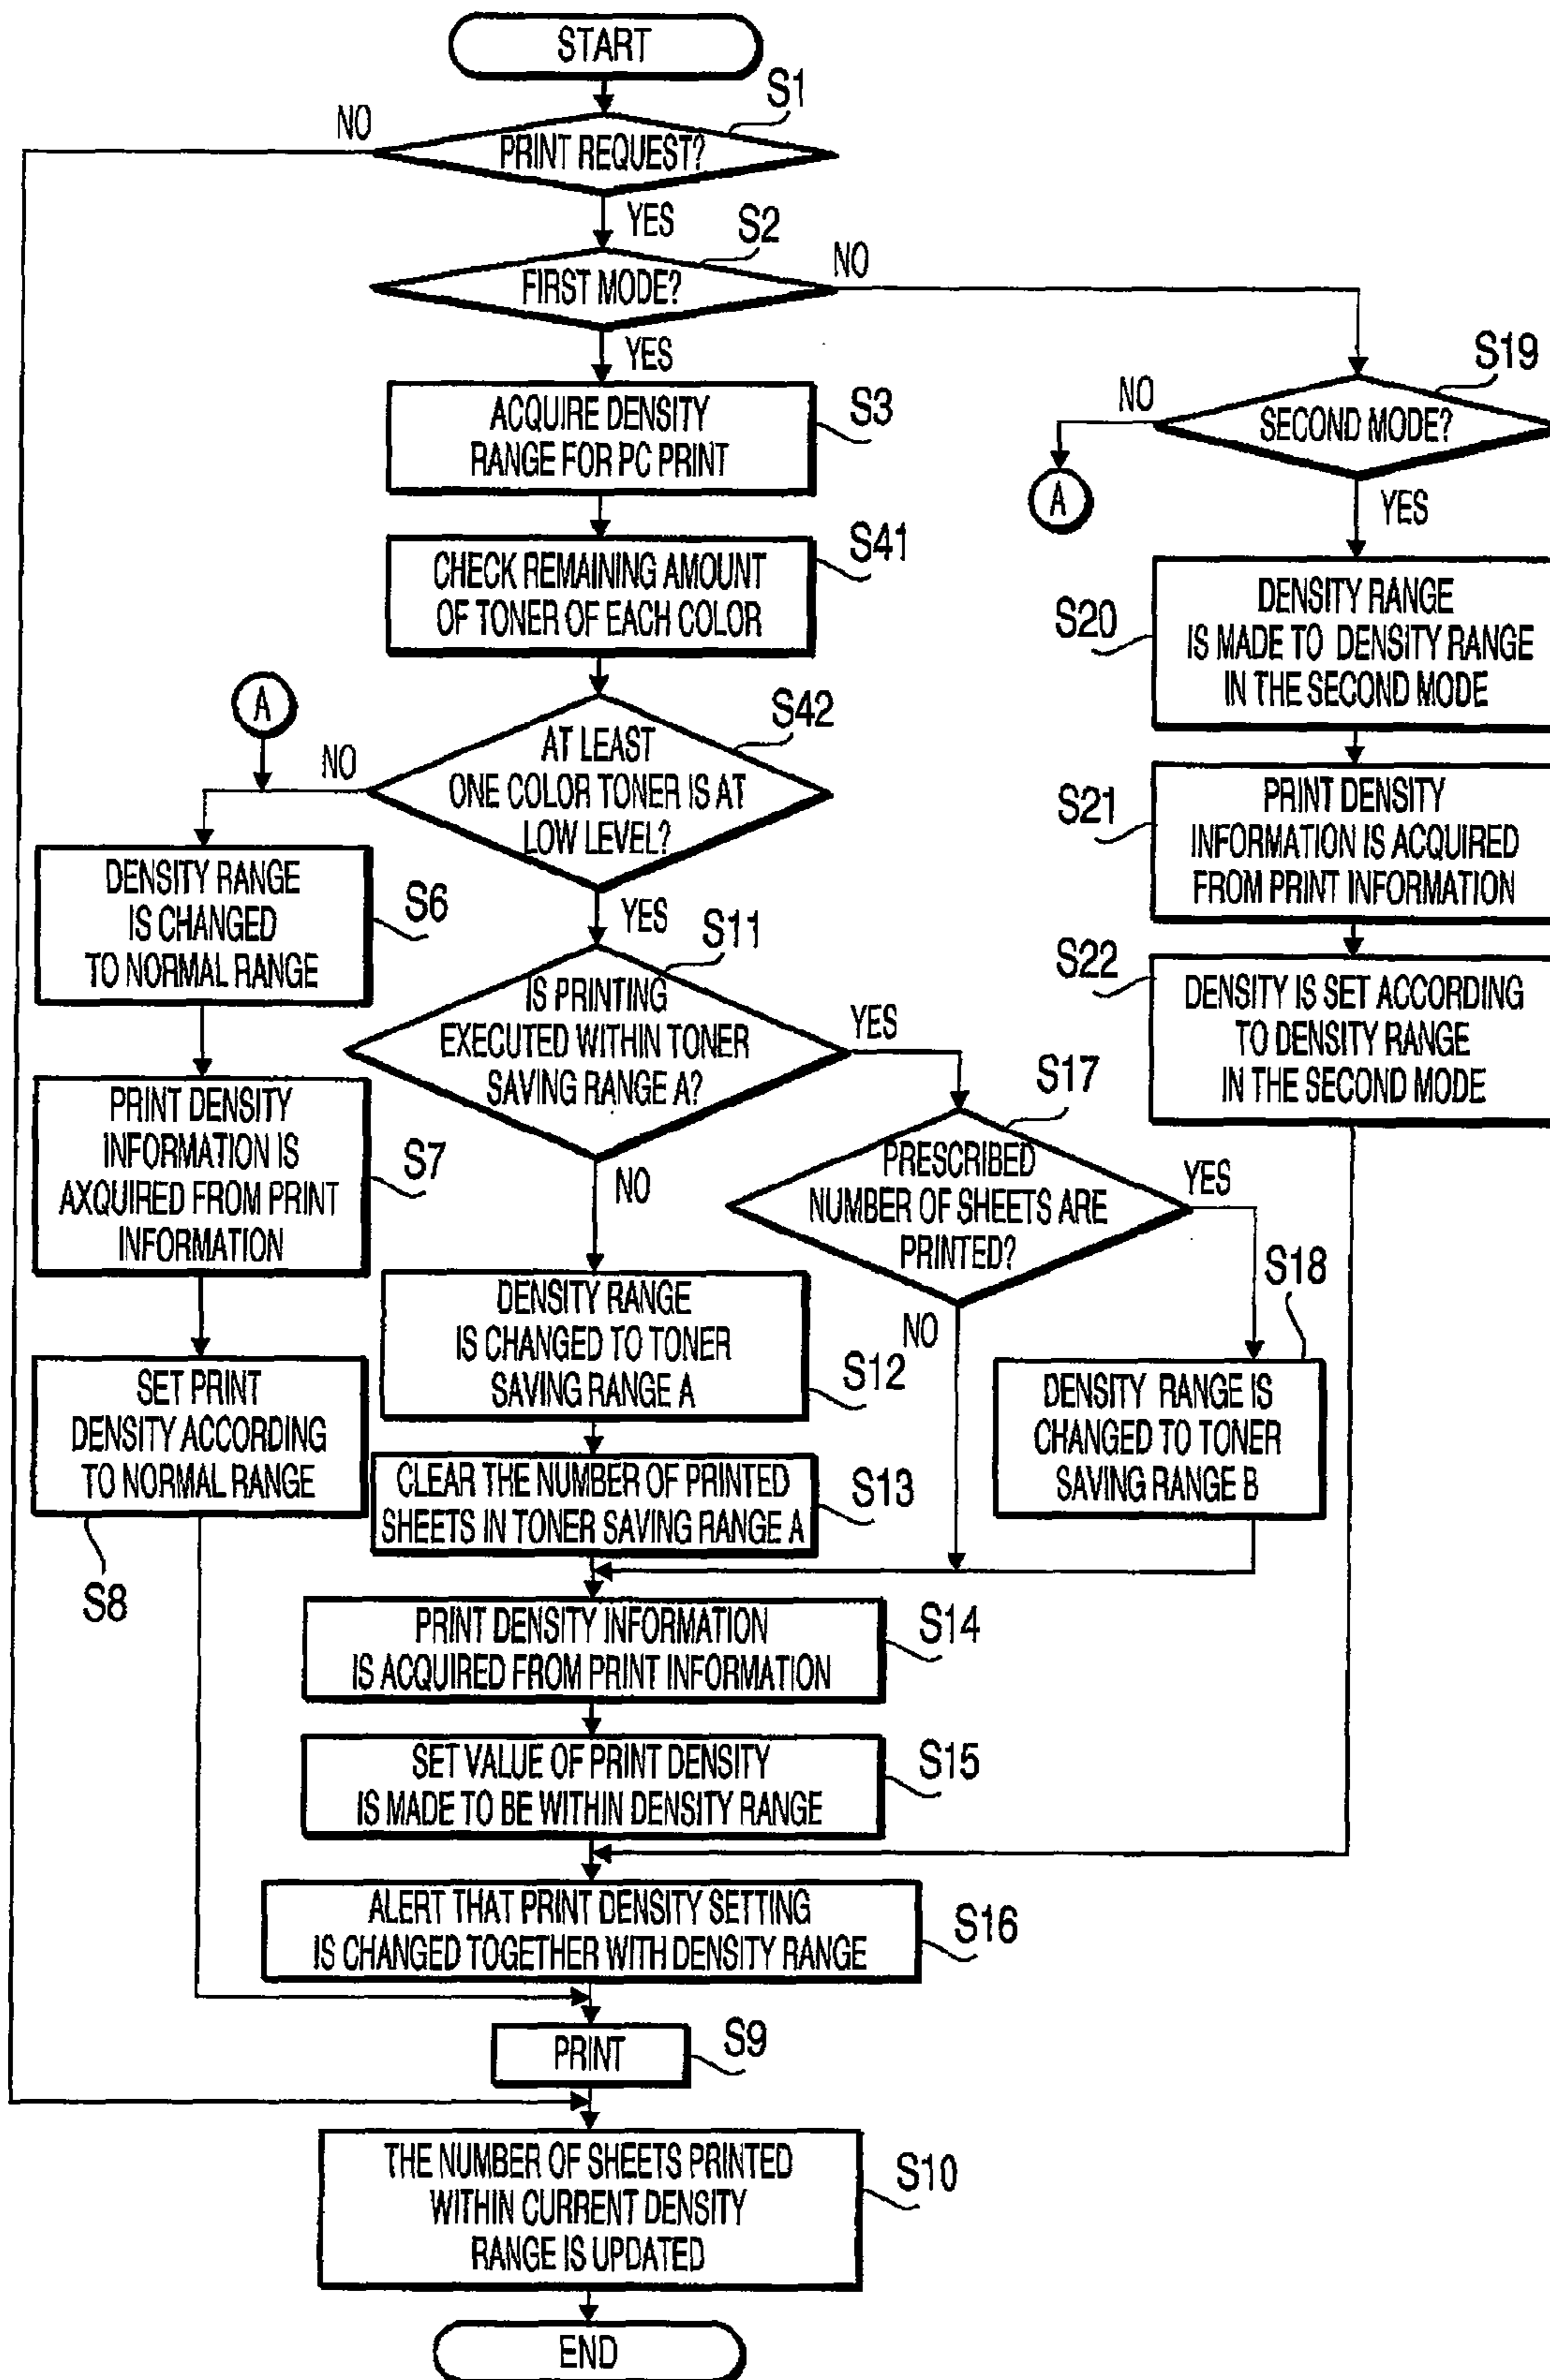 START
S1
NO
PRINT REQUEST?
YES
S2
NO
FIRST MODE?
YES
S19
NO
SECOND MODE?
A
YES
ACQUIRE DENSITY
RANGE FOR PC PRINT
S3
CHECK REMAINING AMOUNT
OF TONER OF EACH COLOR
S41
DENSITY RANGE
IS MADE TO DENSITY RANGE
IN THE SECOND MODE
S20
A
S42
NO
AT LEAST
ONE COLOR TONER IS AT
LOW LEVEL?
YES
PRINT DENSITY
INFORMATION IS ACQUIRED
FROM PRINT INFORMATION
S21
DENSITY RANGE
IS CHANGED
TO NORMAL RANGE
S6
S11
IS PRINTING
EXECUTED WITHIN TONER
SAVING RANGE A?
YES
NO
S22
DENSITY IS SET ACCORDING
TO DENSITY RANGE
IN THE SECOND MODE
PRINT DENSITY
INFORMATION IS
AXQUIRED FROM PRINT
INFORMATION
S7
S17
PRESCRIBED
NUMBER OF SHEETS ARE
PRINTED?
YES
NO
S18
DENSITY RANGE
IS CHANGED TO TONER
SAVING RANGE A
S12
DENSITY RANGE IS
CHANGED TO TONER
SAVING RANGE B
SET PRINT
DENSITY ACCORDING
TO NORMAL RANGE
S8
CLEAR THE NUMBER OF PRINTED
SHEETS IN TONER SAVING RANGE A
S13
PRINT DENSITY INFORMATION
IS ACQUIRED FROM PRINT INFORMATION
S14
SET VALUE OF PRINT DENSITY
IS MADE TO BE WITHIN DENSITY RANGE
S15
ALERT THAT PRINT DENSITY SETTING
IS CHANGED TOGETHER WITH DENSITY RANGE
S16
PRINT
S9
THE NUMBER OF SHEETS PRINTED
WITHIN CURRENT DENSITY
RANGE IS UPDATED
S10
END